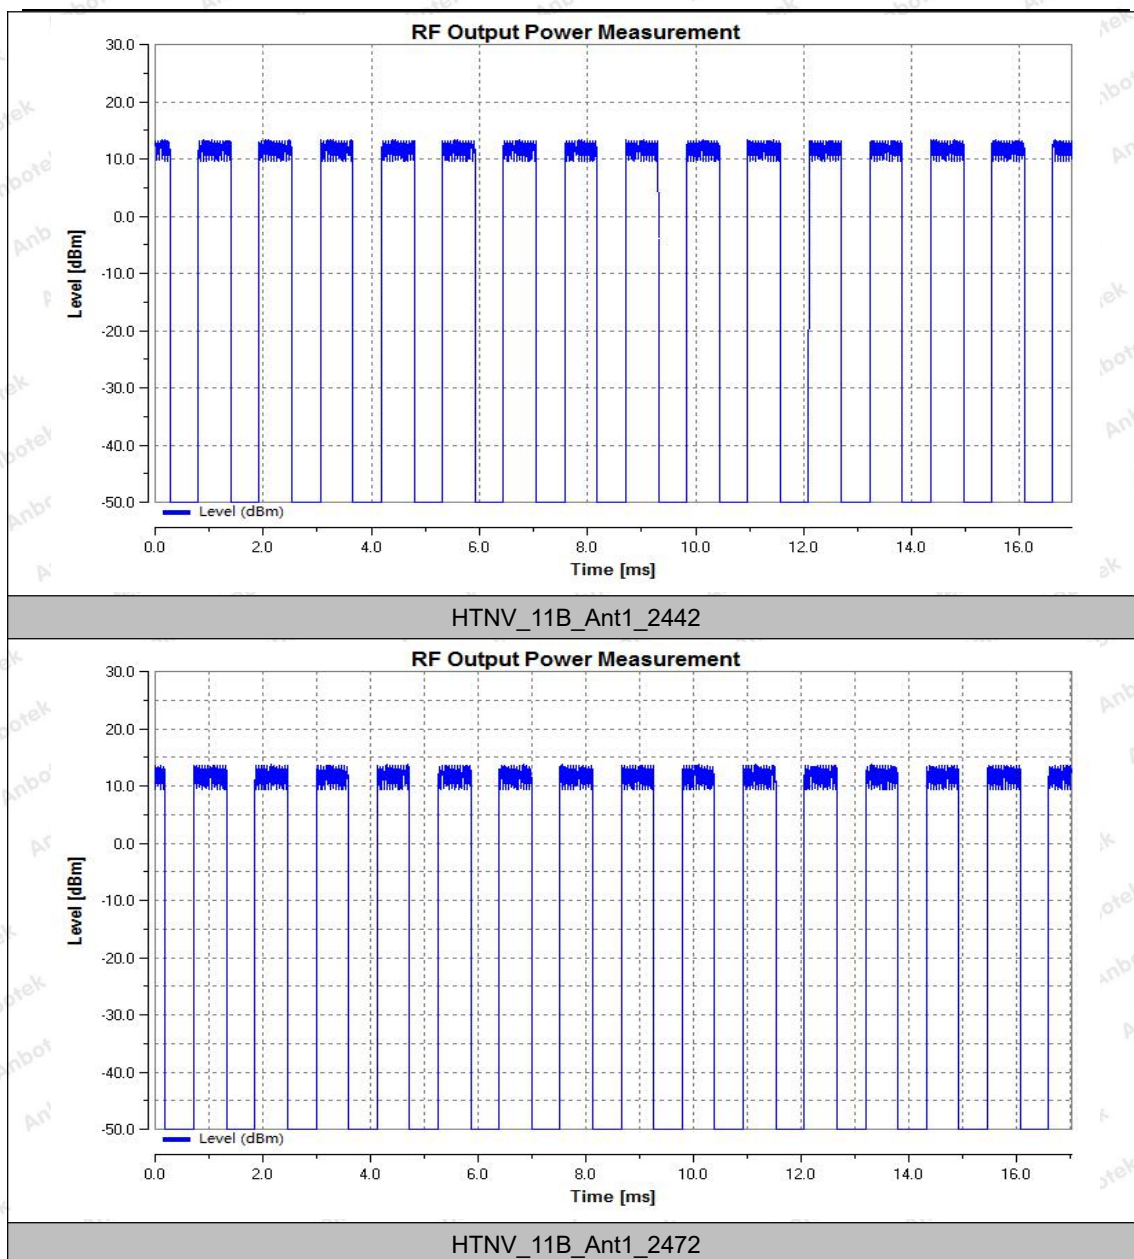 RF Output Power Measurement
30.0
20.0
10.0
0.0
-10.0
-20.0
-30.0
-40.0
-50.0
Level [dBm]
Level (dBm)
0.0 2.0 4.0 6.0 8.0 10.0 12.0 14.0 16.0
Time [ms]
HTNV_11B_Ant1_2442
RF Output Power Measurement
30.0
20.0
10.0
0.0
-10.0
-20.0
-30.0
-40.0
-50.0
Level [dBm]
Level (dBm)
0.0 2.0 4.0 6.0 8.0 10.0 12.0 14.0 16.0
Time [ms]
HTNV_11B_Ant1_2472